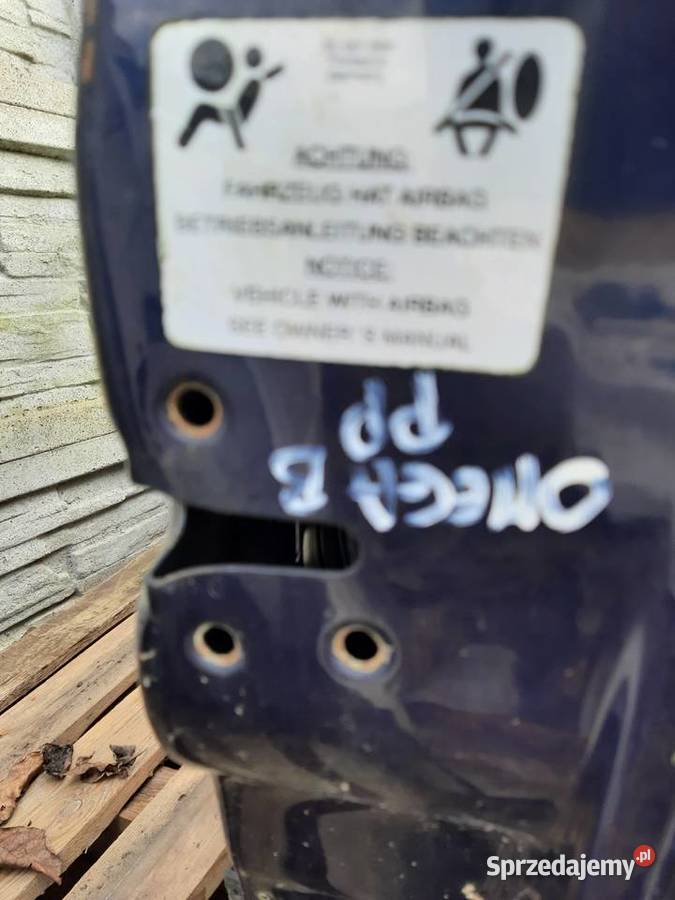 ACHTUNG:
FAHRZEUG MIT AIRBAG
BETRIEBSANLEITUNG BEACHTEN
NOTICE:
VEHICLE WITH AIRBAG
SEE OWNER'S MANUAL
OMEGA B
PP
Sprzedajemy.pl